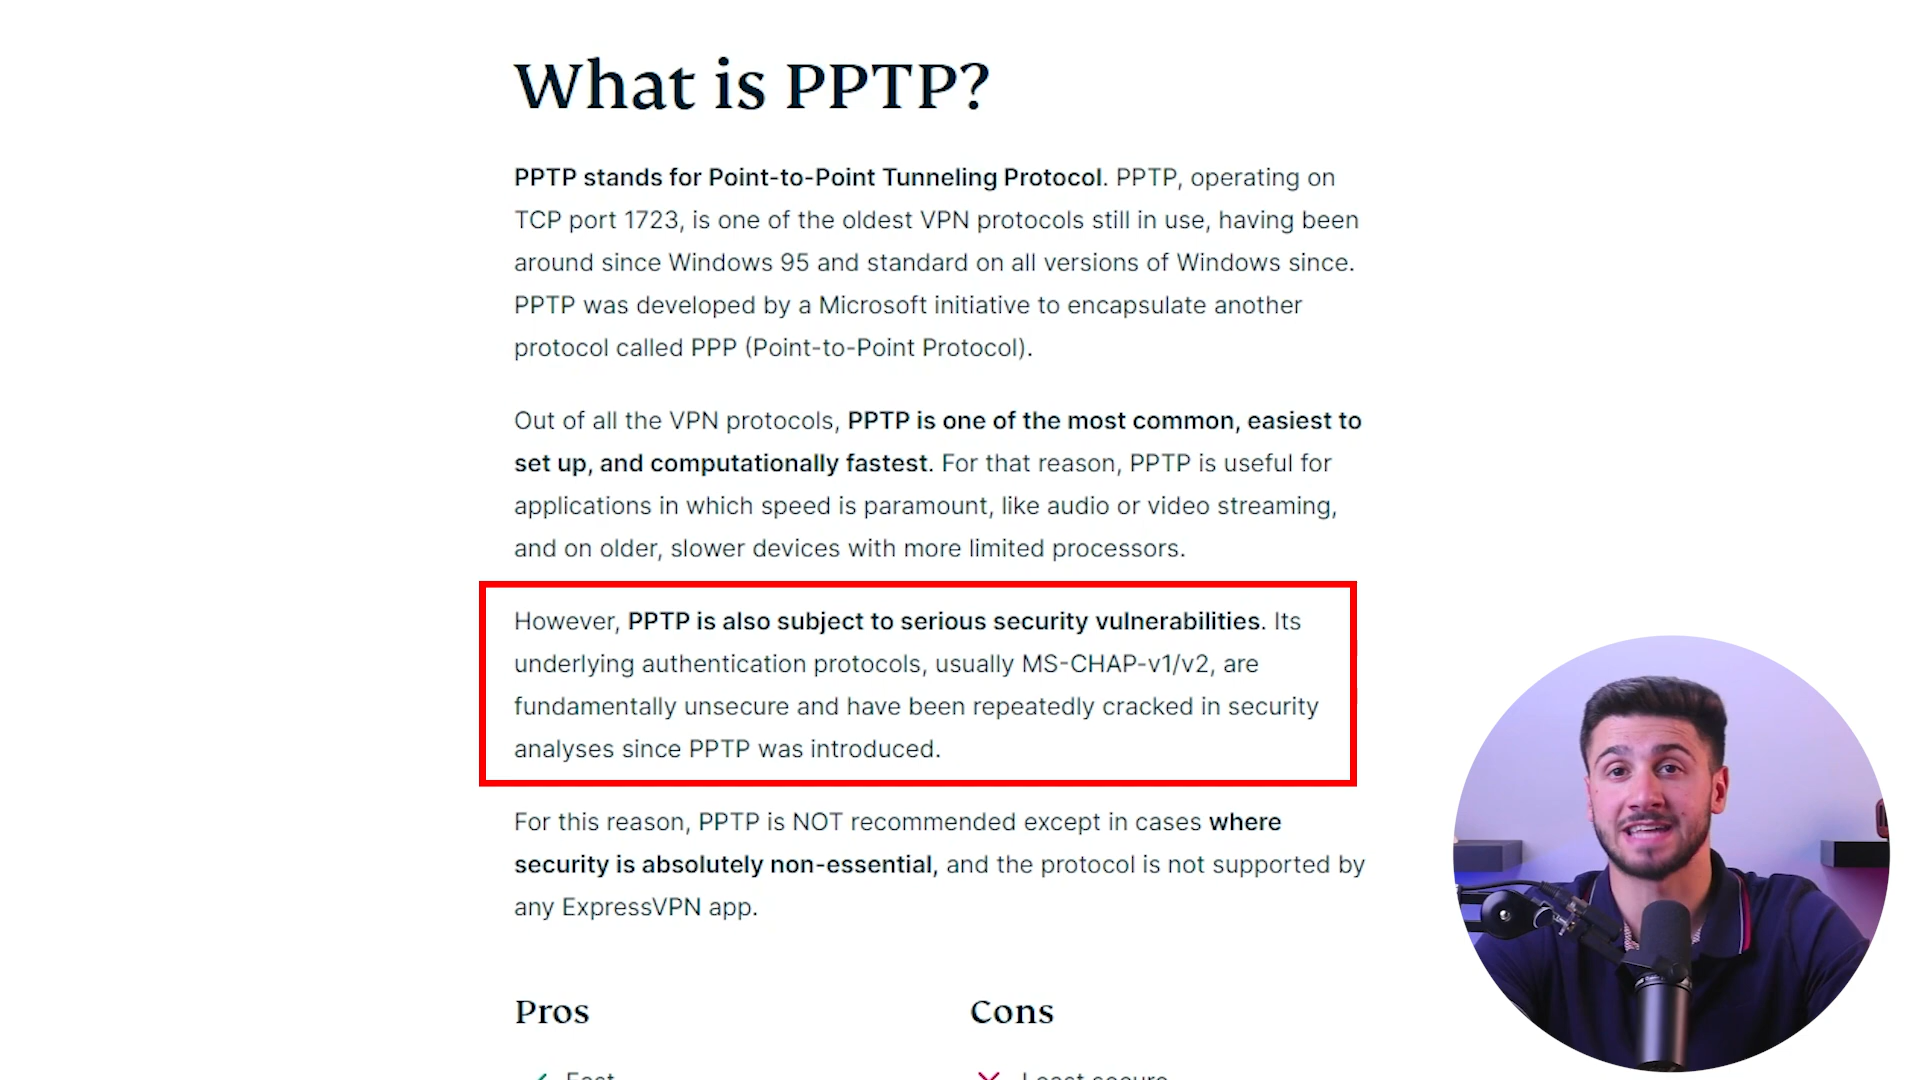 What is PPTP?
PPTP stands for Point-to-Point Tunneling Protocol. PPTP, operating on
TCP port 1723, is one of the oldest VPN protocols still in use, having been
around since Windows 95 and standard on all versions of Windows since.
PPTP was developed by a Microsoft initiative to encapsulate another
protocol called PPP (Point-to-Point Protocol).
Out of all the VPN protocols, PPTP is one of the most common, easiest to
set up, and computationally fastest. For that reason, PPTP is useful for
applications in which speed is paramount, like audio or video streaming,
and on older, slower devices with more limited processors.
However, PPTP is also subject to serious security vulnerabilities. Its
underlying authentication protocols, usually MS-CHAP-v1/v2, are
fundamentally unsecure and have been repeatedly cracked in security
analyses since PPTP was introduced.
For this reason, PPTP is NOT recommended except in cases where
security is absolutely non-essential, and the protocol is not supported by
any ExpressVPN app.
Pros
Cons
Fast
Least secure